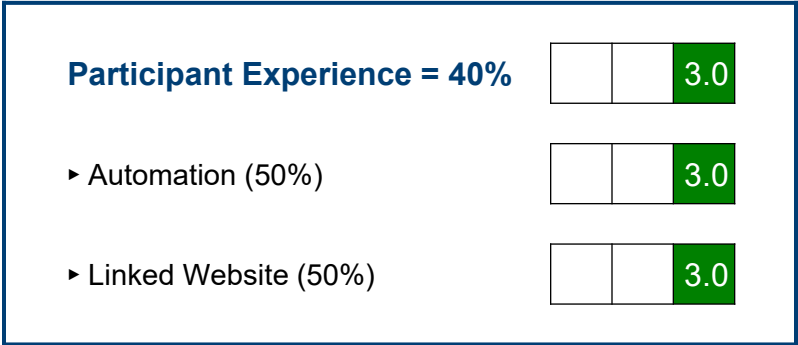 Participant Experience = 40% 3.0
▸ Automation (50%) 3.0
▸ Linked Website (50%) 3.0